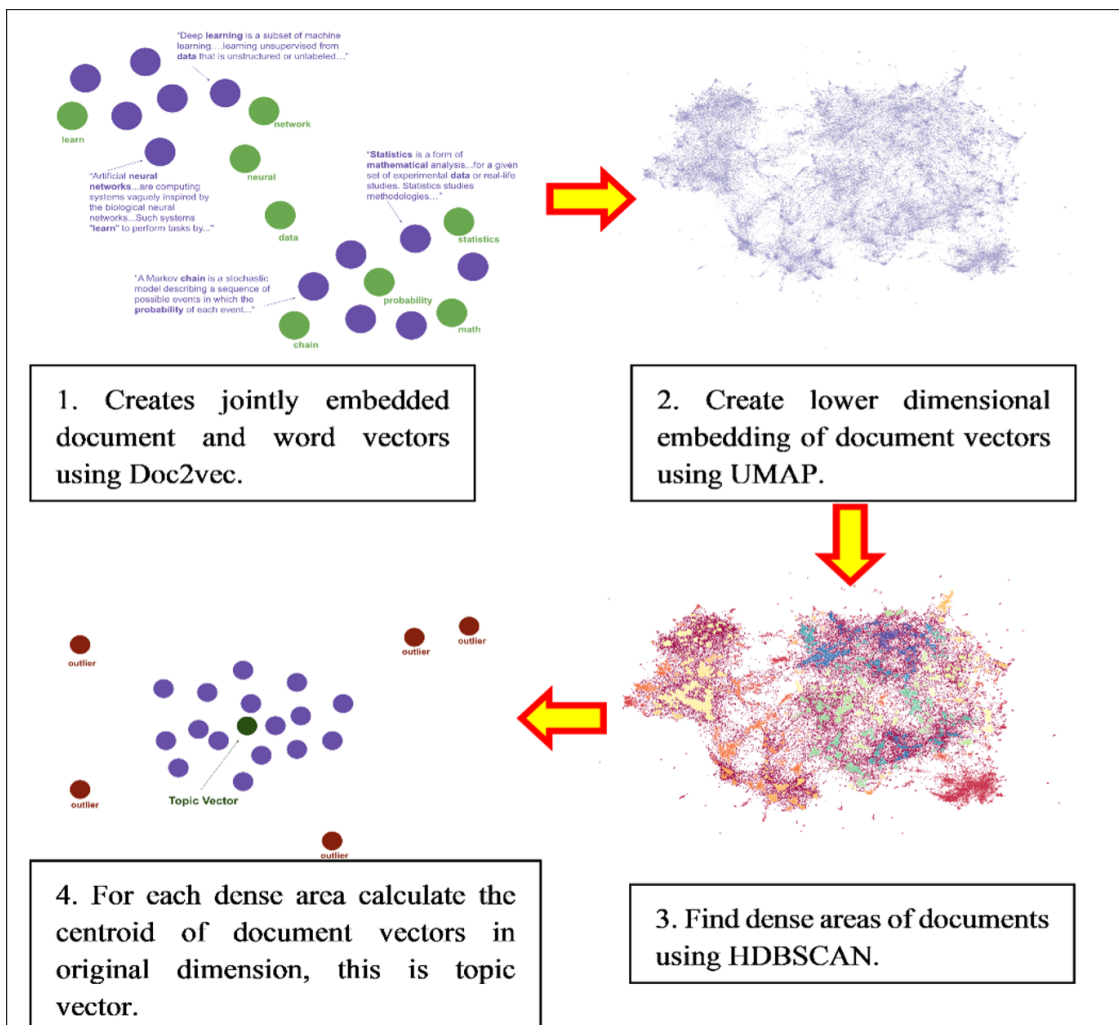 "Deep learning is a subset of machine
learning....learning unsupervised from
data that is unstructured or unlabeled..."
network
learn
neural
"Artificial neural
networks...are computing
systems vaguely inspired by
the biological neural
networks...Such systems
"learn" to perform tasks by..."
"Statistics is a form of
mathematical analysis...for a given
set of experimental data or real-life
studies. Statistics studies
methodologies..."
data
statistics
"A Markov chain is a stochastic
model describing a sequence of
possible events in which the
probability of each event..."
probability
math
chain
1. Creates jointly embedded
document and word vectors
using Doc2vec.
2. Create lower dimensional
embedding of document vectors
using UMAP.
outlier
outlier
outlier
outlier
Topic Vector
outlier
3. Find dense areas of documents
using HDBSCAN.
4. For each dense area calculate the
centroid of document vectors in
original dimension, this is topic
vector.